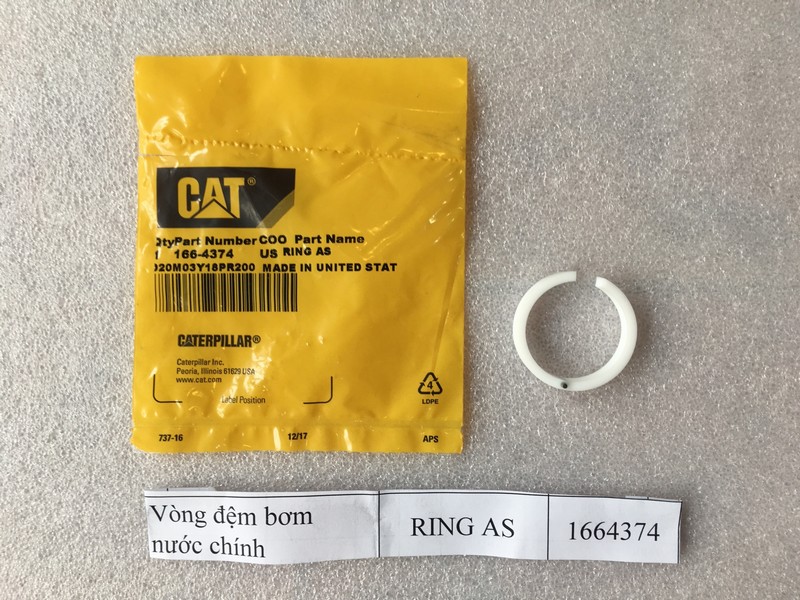 CAT®
QtyPart Number COO Part Name
1 166-4374 US RING AS
020M03Y18PR200 MADE IN UNITED STAT
CATERPILLAR®
Caterpillar Inc.
Peoria, Illinois 61629 USA
www.cat.com
Label Position
4
LDPE
737-16 12/17 APS
Vòng đệm bơm
nước chính
RING AS
1664374